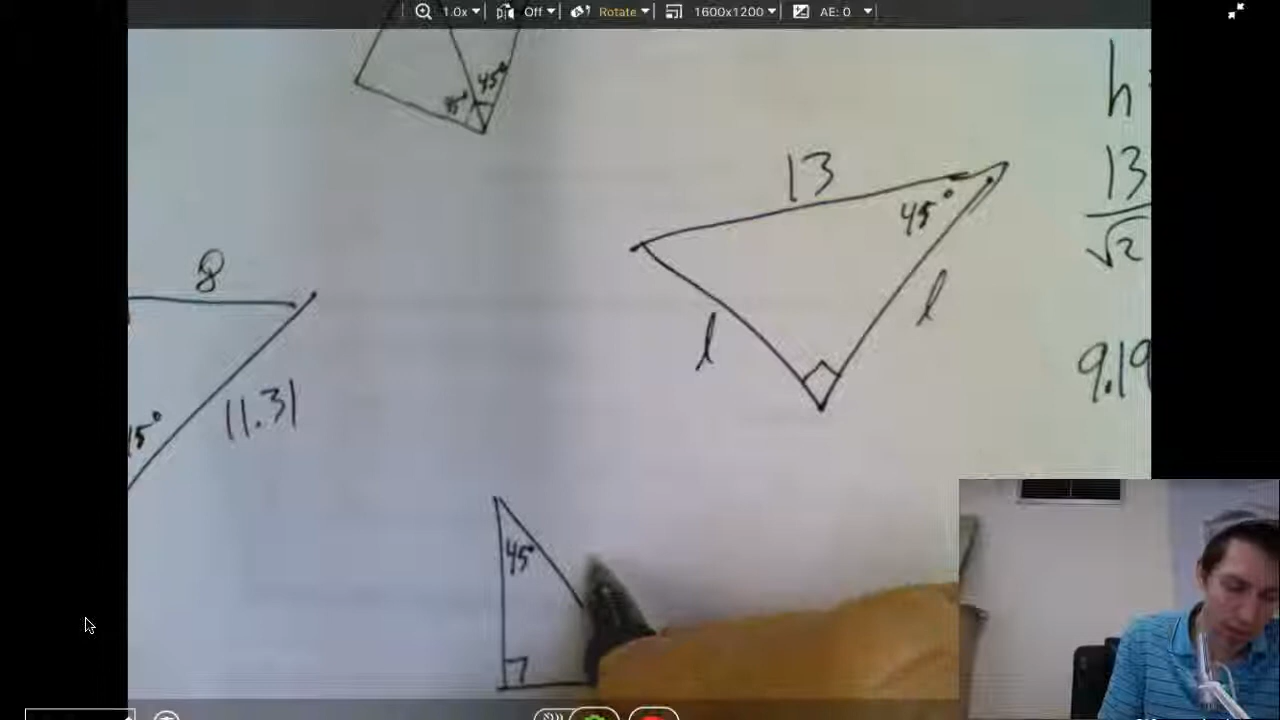 1.0x Off Rotate 1600x1200 AE: 0
45°
45°
h
13
13
√2
45°
8
l
l
11.31
9.19
45°